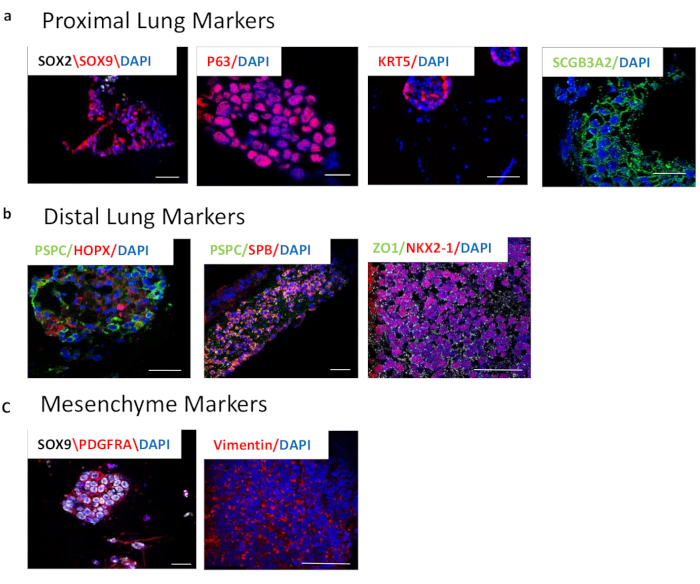 a Proximal Lung Markers
SOX2\SOX9\DAPI
P63/DAPI
KRT5/DAPI
SCGB3A2/DAPI
b Distal Lung Markers
PSPC/HOPX/DAPI
PSPC/SPB/DAPI
ZO1/NKX2-1/DAPI
c Mesenchyme Markers
SOX9\PDGFRA\DAPI
Vimentin/DAPI